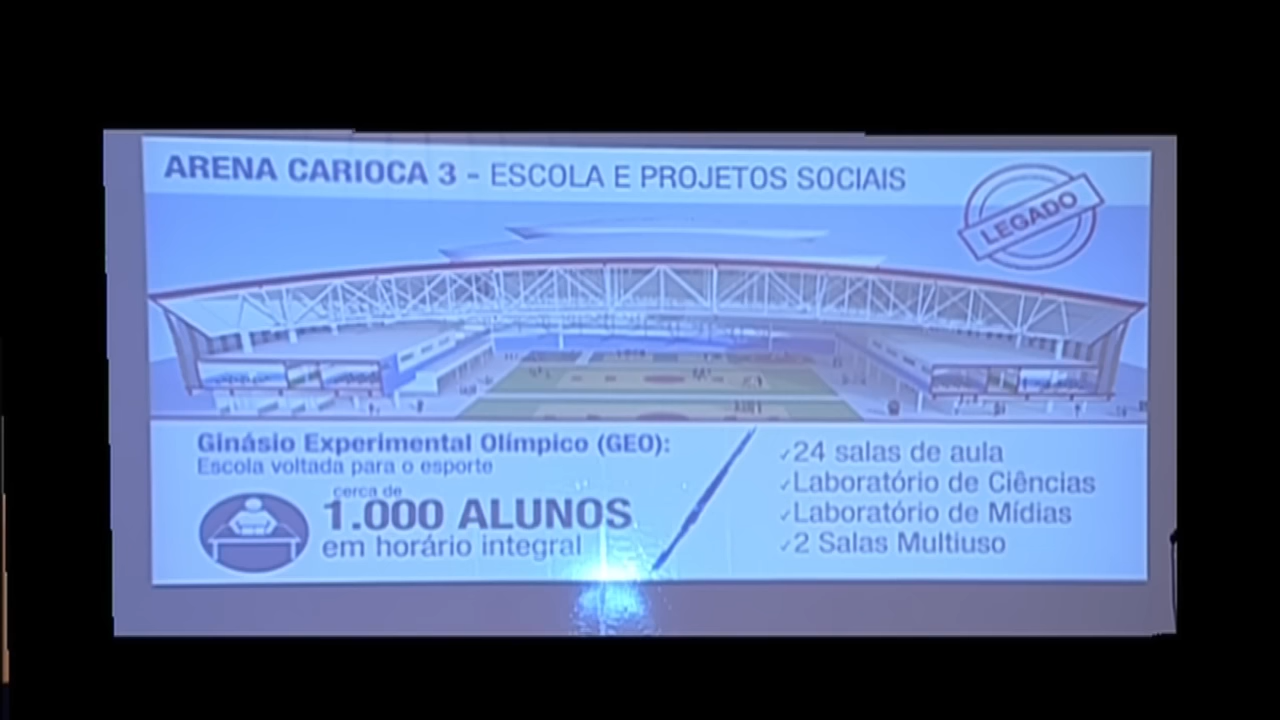 ARENA CARIOCA 3 - ESCOLA E PROJETOS SOCIAIS
LEGADO
Ginásio Experimental Olímpico (GEO):
Escola voltada para o esporte
cerca de
1.000 ALUNOS
em horário integral
✓24 salas de aula
✓Laboratório de Ciências
✓Laboratório de Mídias
✓2 Salas Multiuso